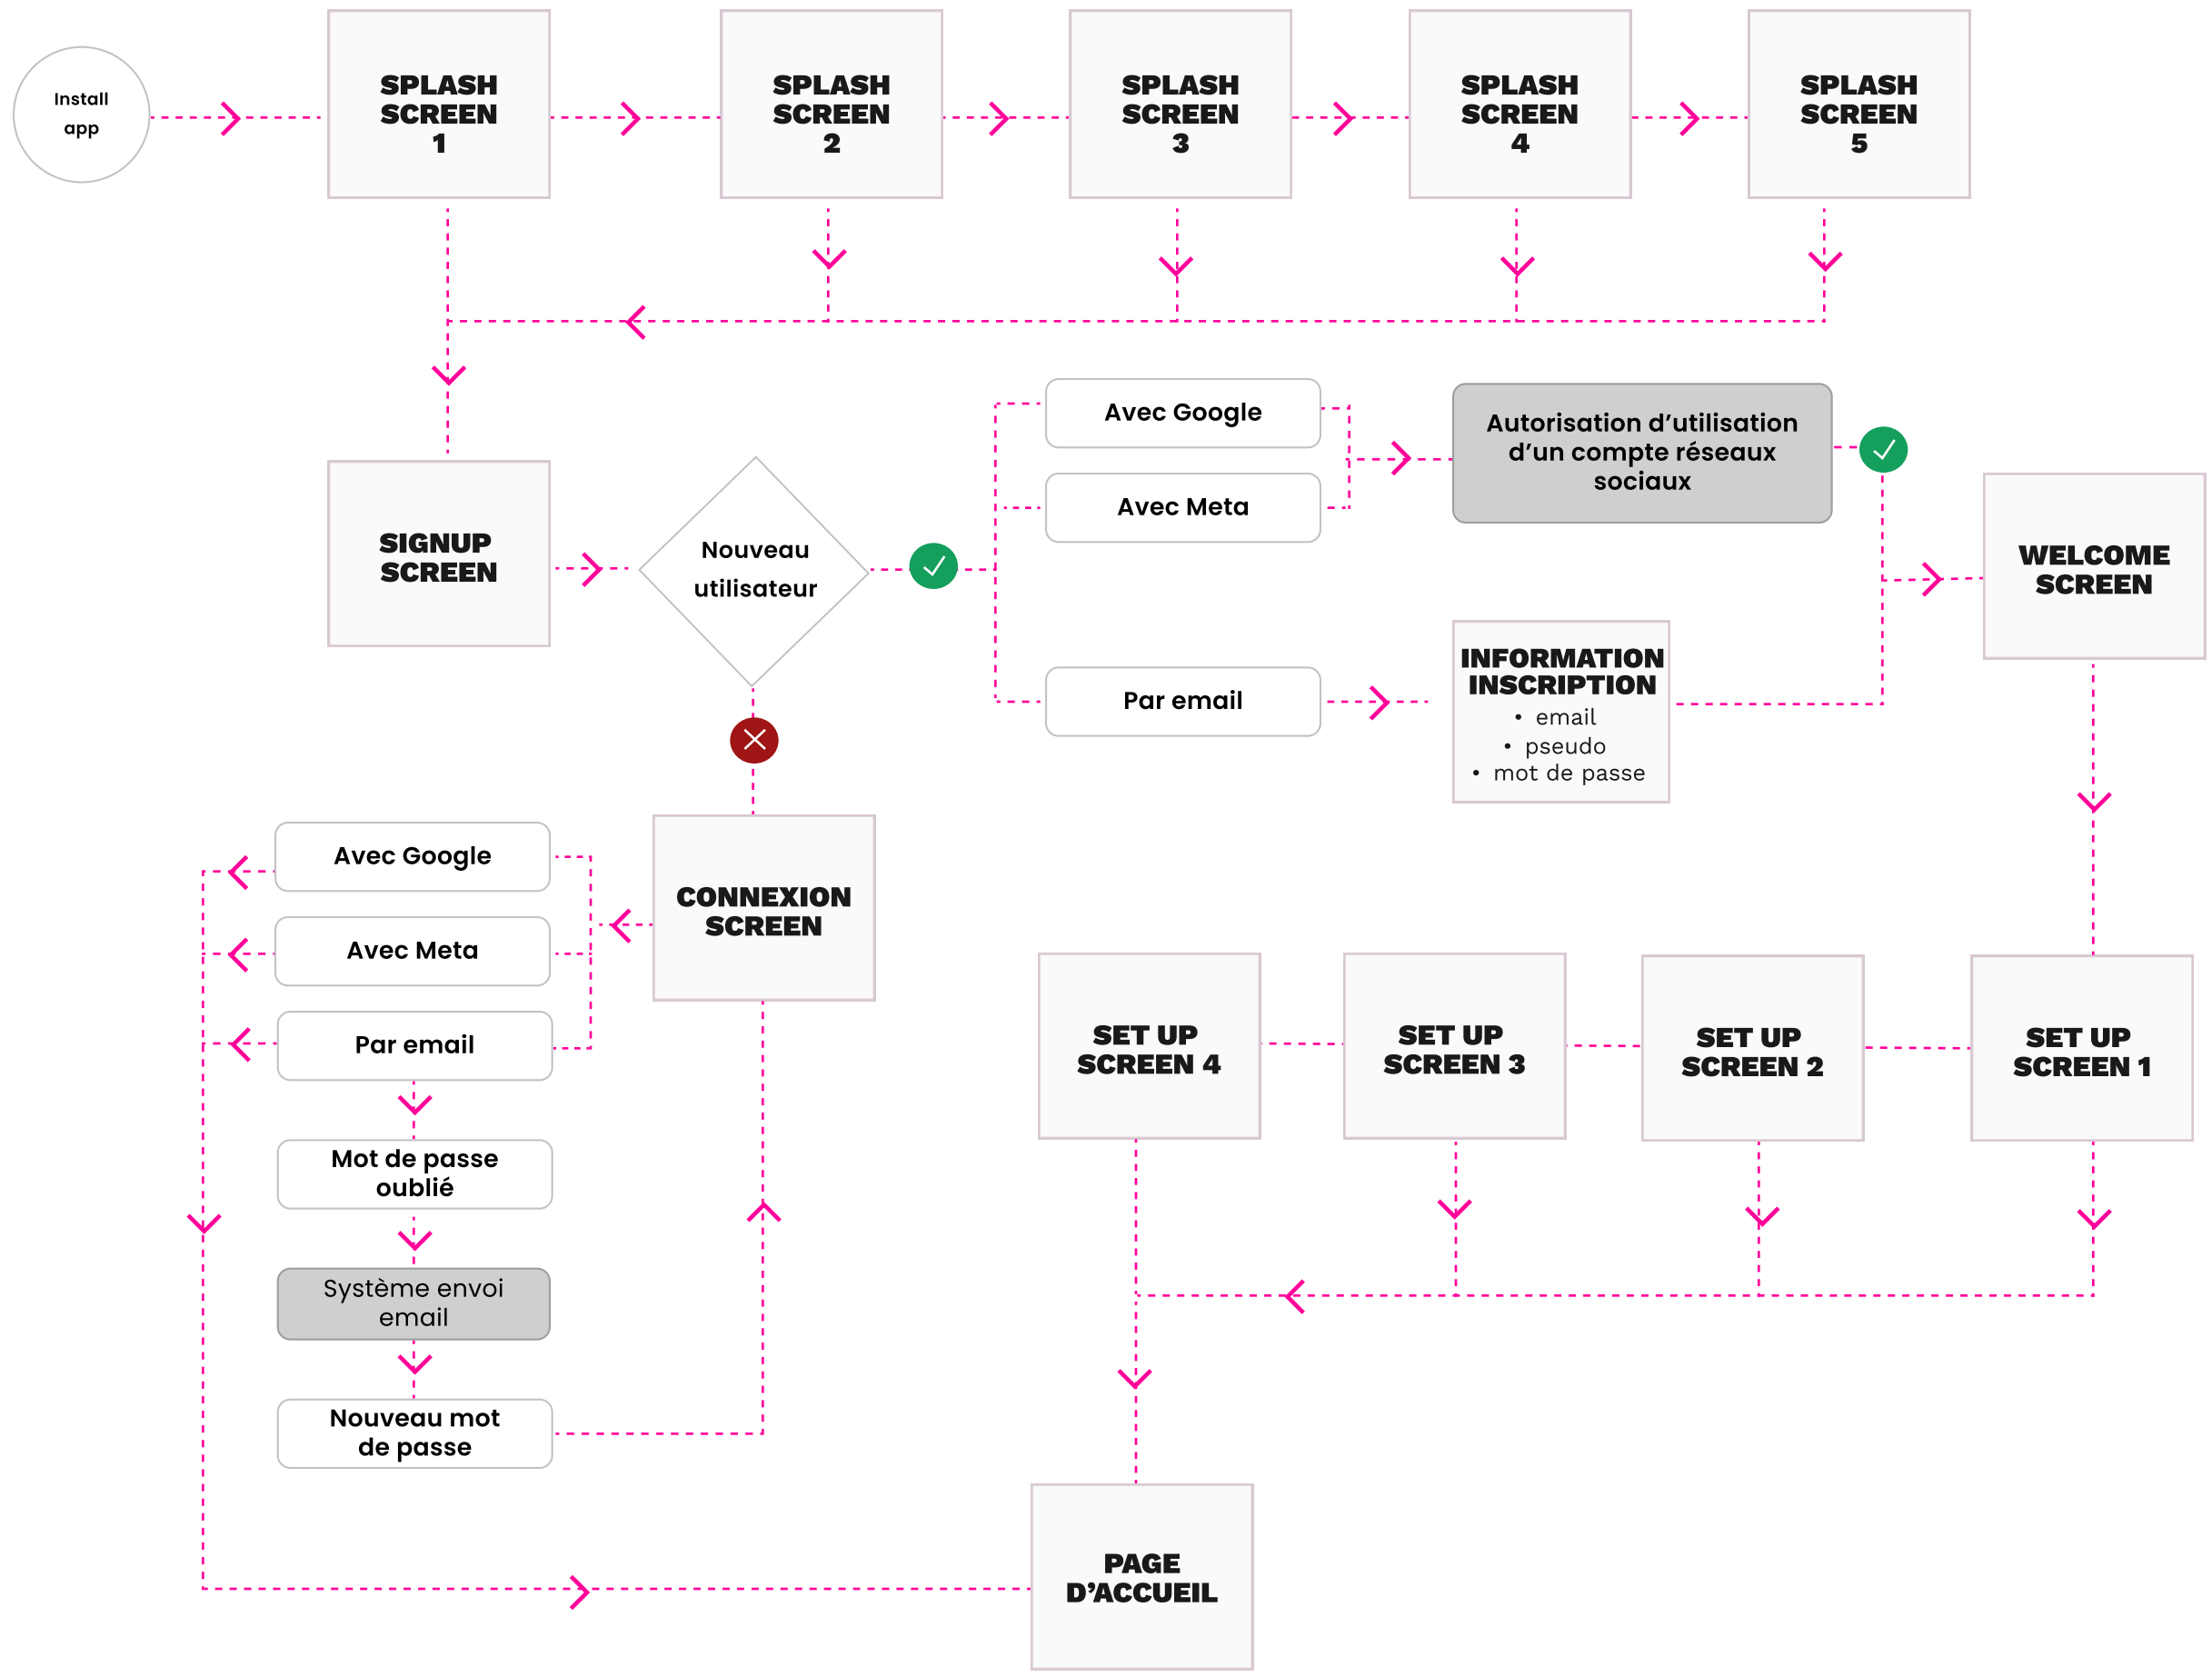 Install
app
SPLASH
SCREEN
1
SPLASH
SCREEN
2
SPLASH
SCREEN
3
SPLASH
SCREEN
4
SPLASH
SCREEN
5
SIGNUP
SCREEN
Nouveau
utilisateur
Avec Google
Avec Meta
Par email
Autorisation d’utilisation
d’un compte réseaux
sociaux
INFORMATION
INSCRIPTION
• email
• pseudo
• mot de passe
WELCOME
SCREEN
CONNEXION
SCREEN
Avec Google
Avec Meta
Par email
Mot de passe
oublié
Système envoi
email
Nouveau mot
de passe
SET UP
SCREEN 4
SET UP
SCREEN 3
SET UP
SCREEN 2
SET UP
SCREEN 1
PAGE
D’ACCUEIL